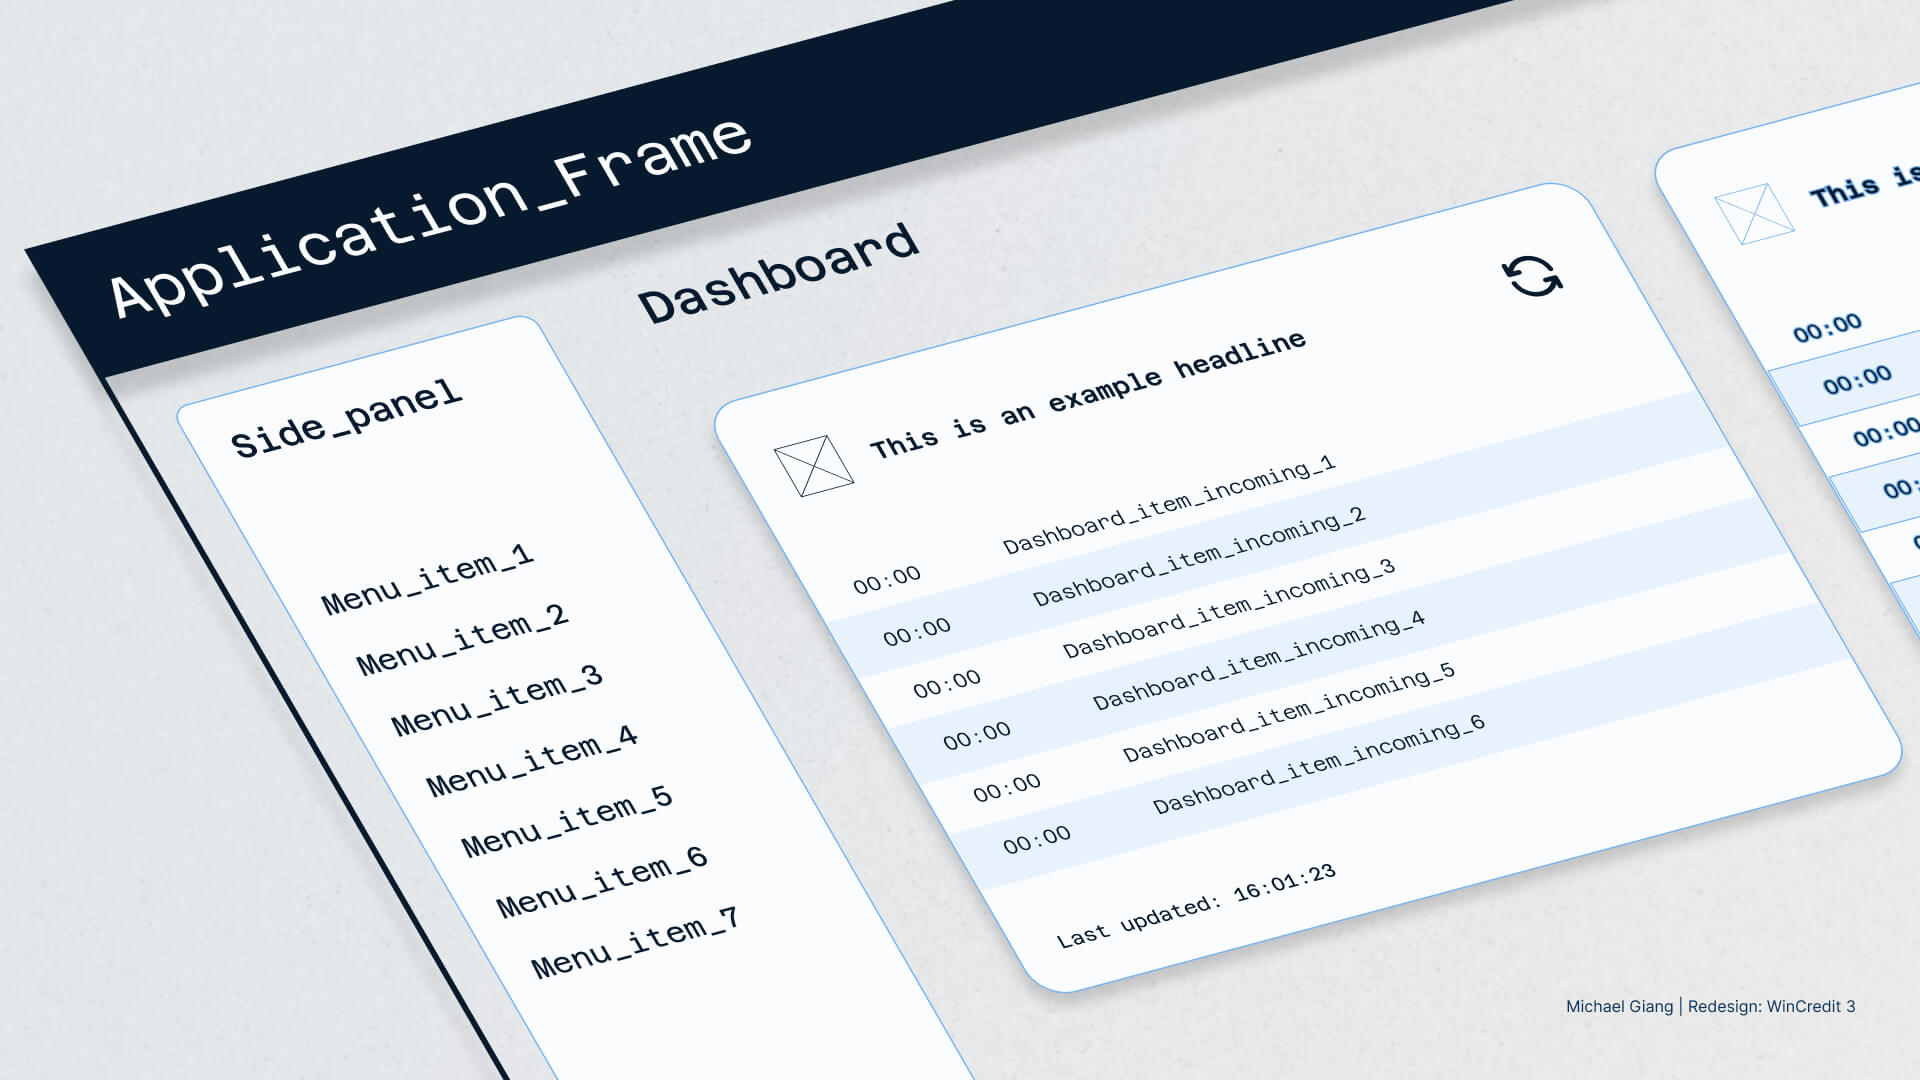 Application_Frame
Side_panel
Menu_item_1
Menu_item_2
Menu_item_3
Menu_item_4
Menu_item_5
Menu_item_6
Menu_item_7
Dashboard
This is an example headline
00:00 Dashboard_item_incoming_1
00:00 Dashboard_item_incoming_2
00:00 Dashboard_item_incoming_3
00:00 Dashboard_item_incoming_4
00:00 Dashboard_item_incoming_5
00:00 Dashboard_item_incoming_6
Last updated: 16:01:23
This is
00:00
00:00
00:00
00:
Michael Giang | Redesign: WinCredit 3